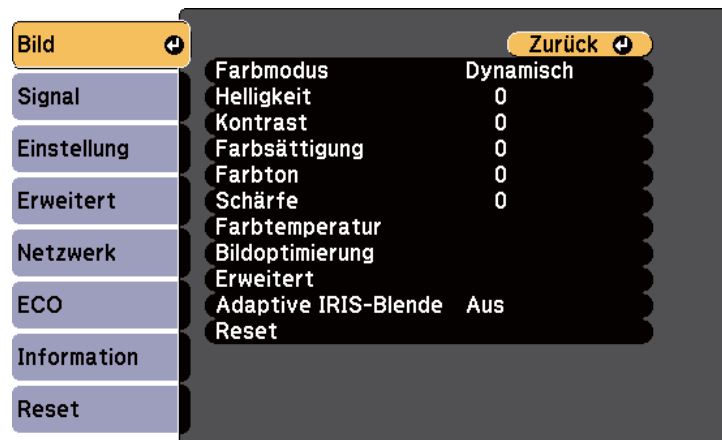 Bild
Signal
Einstellung
Erweitert
Netzwerk
ECO
Information
Reset
Zurück
Farbmodus Dynamisch
Helligkeit 0
Kontrast 0
Farbsättigung 0
Farbton 0
Schärfe 0
Farbtemperatur
Bildoptimierung
Erweitert
Adaptive IRIS-Blende Aus
Reset